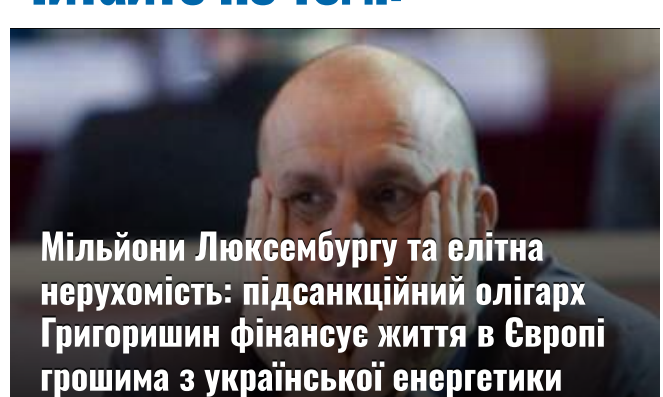 Мільйони Люксембургу та елітна
нерухомість: підсанкційний олігарх
Григоришин фінансує життя в Європі
грошима з української енергетики